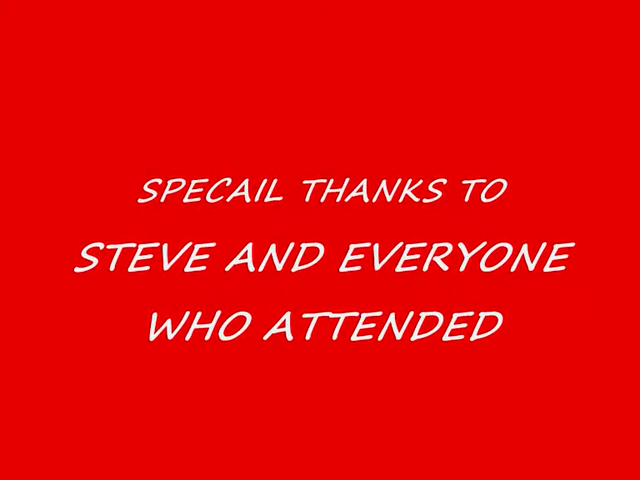 SPECAIL THANKS TO
STEVE AND EVERYONE
WHO ATTENDED